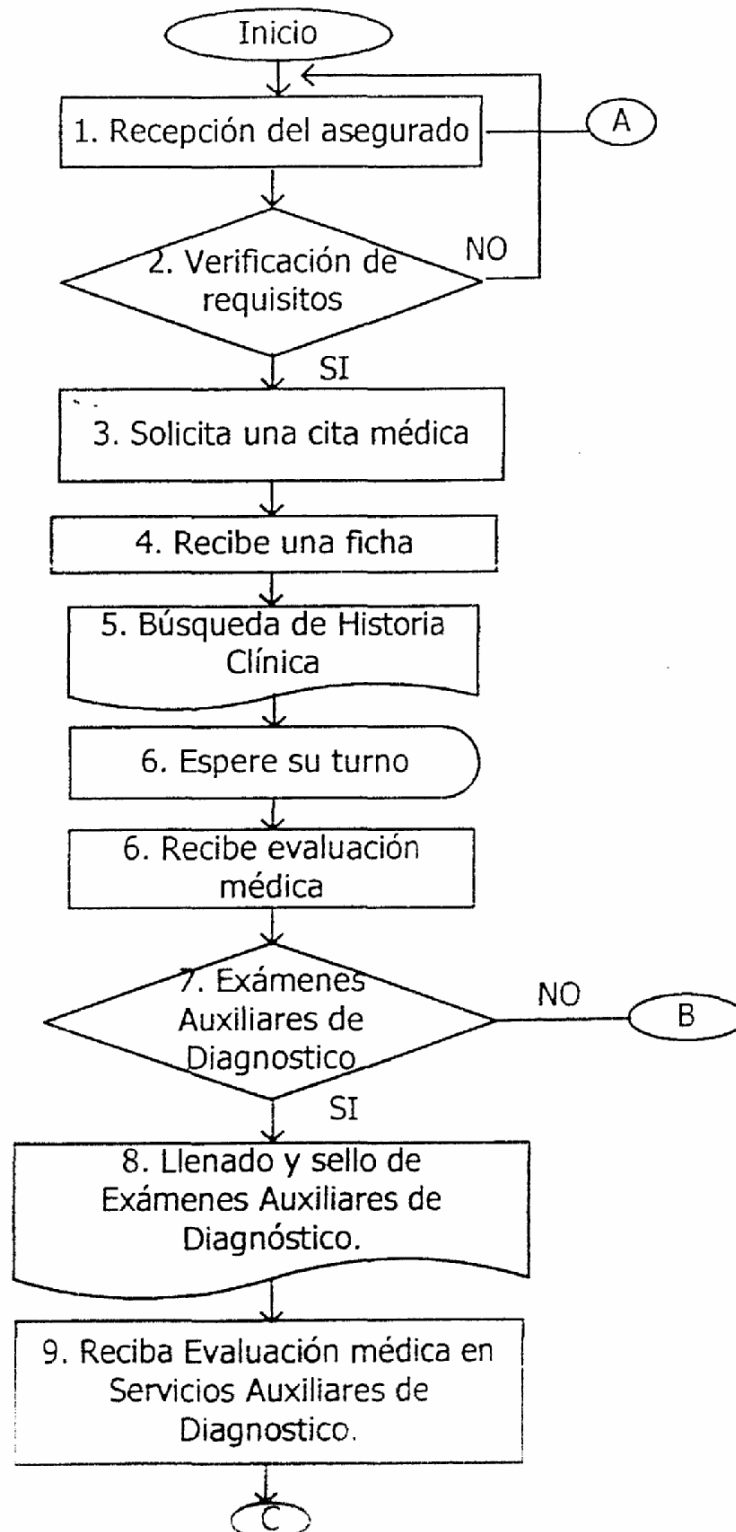 Inicio
1. Recepción del asegurado
A
2. Verificación de
requisitos
NO
SI
3. Solicita una cita médica
4. Recibe una ficha
5. Búsqueda de Historia
Clínica
6. Espere su turno
6. Recibe evaluación
médica
7. Exámenes
Auxiliares de
Diagnostico
NO
B
SI
8. Llenado y sello de
Exámenes Auxiliares de
Diagnóstico.
9. Reciba Evaluación médica en
Servicios Auxiliares de
Diagnostico.
C